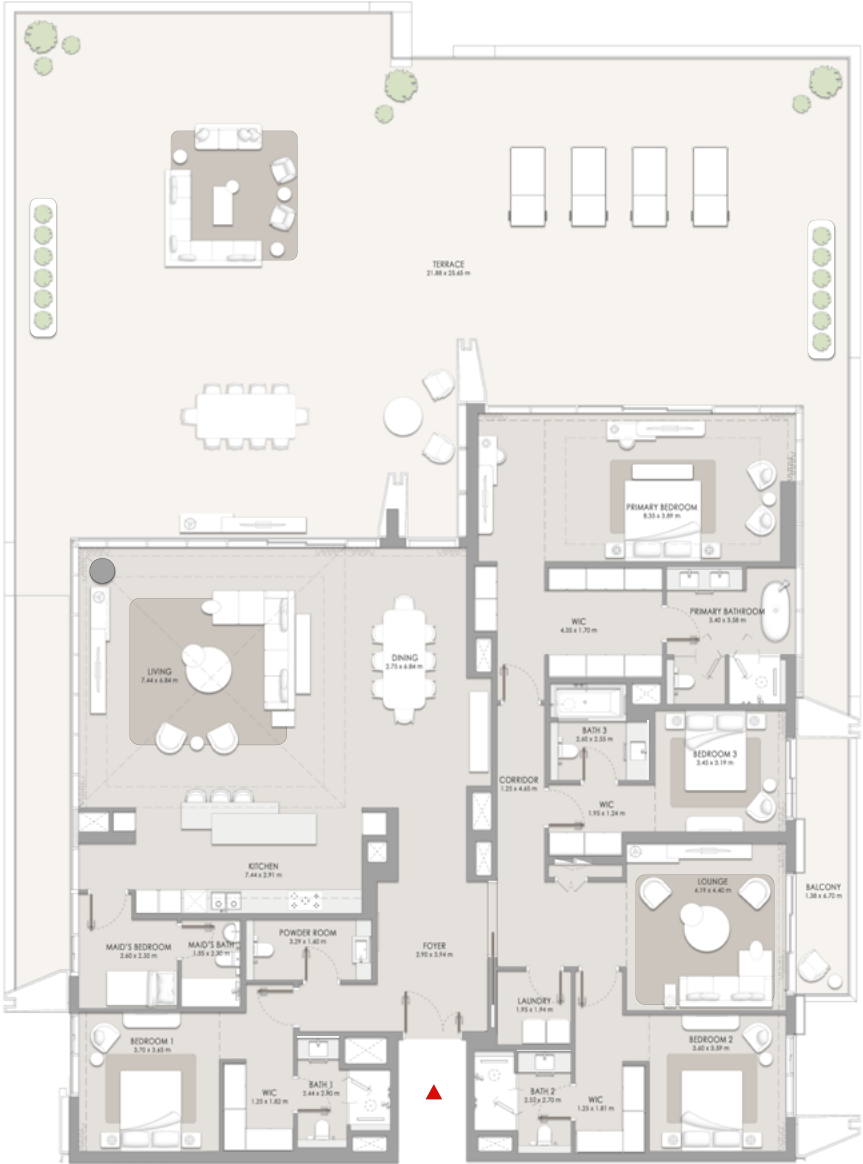 TERRACE
21.88 x 25.65 m
PRIMARY BEDROOM
8.35 x 3.89 m
WIC
4.35 x 1.70 m
PRIMARY BATHROOM
3.40 x 3.58 m
LIVING
7.44 x 6.84 m
DINING
3.75 x 6.84 m
BATH 3
2.60 x 2.55 m
BEDROOM 3
3.45 x 3.19 m
CORRIDOR
1.25 x 4.65 m
WIC
1.95 x 1.24 m
KITCHEN
7.44 x 2.91 m
LOUNGE
4.19 x 4.40 m
BALCONY
1.38 x 6.70 m
MAID'S BEDROOM
2.60 x 2.50 m
MAID'S BATH
1.55 x 2.30 m
POWDER ROOM
3.29 x 1.60 m
FOYER
2.90 x 5.94 m
LAUNDRY
1.95 x 1.94 m
BEDROOM 1
3.70 x 3.65 m
WIC
1.25 x 1.82 m
BATH 1
2.44 x 2.90 m
BATH 2
2.70 m
WIC
1.25 x 1.81 m
BEDROOM 2
3.60 x 3.59 m